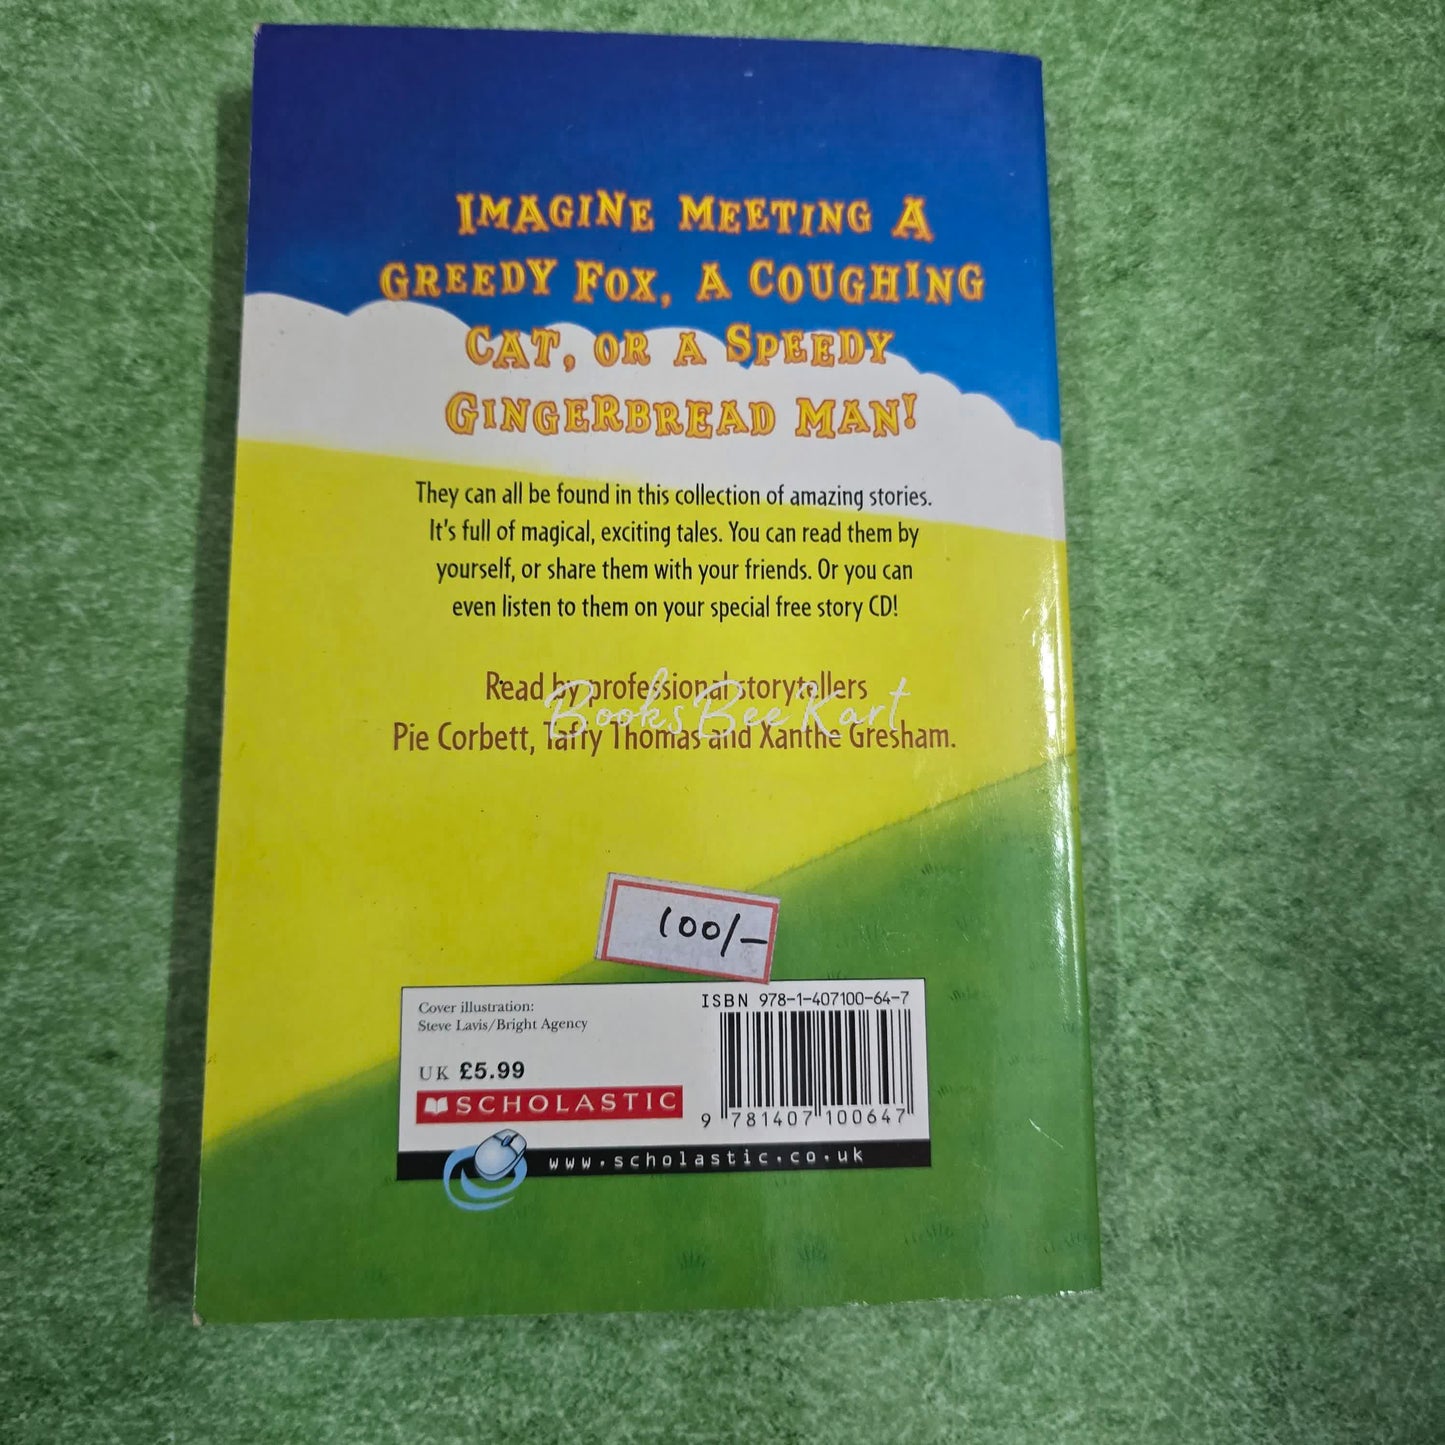 IMAGINE MEETING A
GREEDY FOX, A COUGHING
CAT, OR A SPEEDY
GINGERBREAD MAN!
They can all be found in this collection of amazing stories.
It's full of magical, exciting tales. You can read them by
yourself, or share them with your friends. Or you can
even listen to them on your special free story CD!
Read by professional storytellers
BooksBeeKart
Pie Corbett, Taffy Thomas and Xanthe Gresham.
100/-
Cover illustration:
Steve Lavis/Bright Agency
UK £5.99
SCHOLASTIC
ISBN 978-1-407100-64-7
9 781407 100647
www.scholastic.co.uk